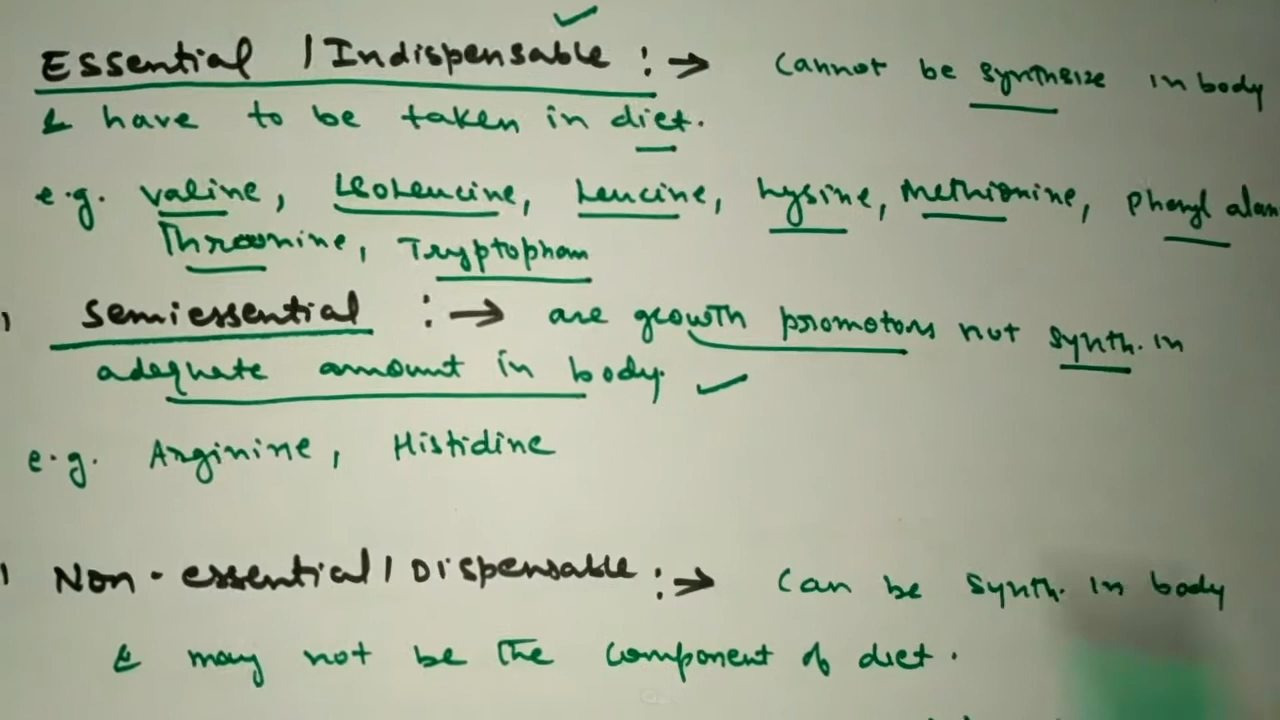 Essential / Indispensable :→ Cannot be synthesize in body
& have to be taken in diet.
e.g. Valine, Isoleucine, Leucine, Lysine, Methionine, Phenyl alan
Threonine, Tryptophan
Semiessential :→ are growth promotors not synth. in
adequate amount in body.
e.g. Arginine, Histidine
Non-essential / Dispensable :→ Can be synth. in body
& may not be the component of diet.